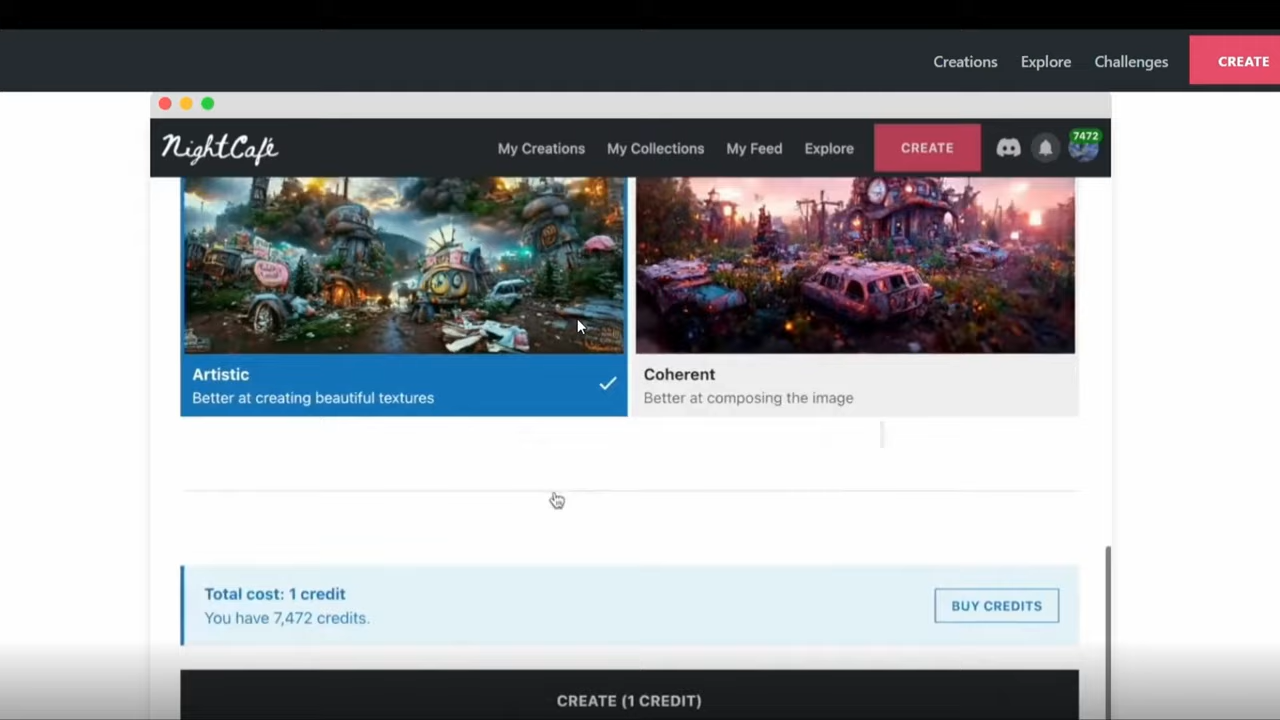 Creations Explore Challenges CREATE
NightCafé My Creations My Collections My Feed Explore CREATE 7472
Artistic
Better at creating beautiful textures
Coherent
Better at composing the image
Total cost: 1 credit
You have 7,472 credits.
BUY CREDITS
CREATE (1 CREDIT)